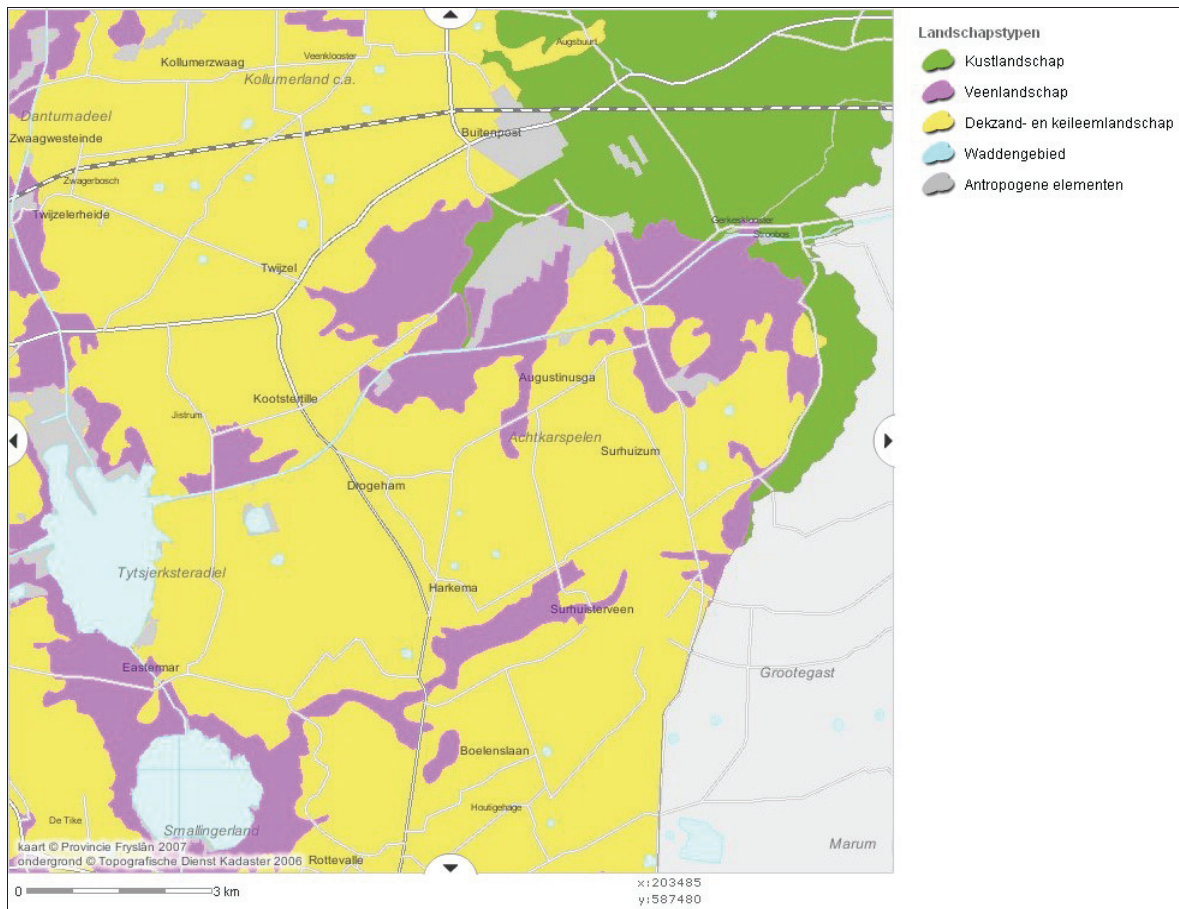 Landschapstypen
Kustlandschap
Veenlandschap
Dekzand- en keileemlandschap
Waddengebied
Antropogene elementen
Augsbuurt
Veenklooster
Kollumerzwaag
Kollumerland c.a.
Dantumadeel
Zwaagwesteinde
Buitenpost
Zwagerbosch
Twijzelerheide
Gerkesklooster
Stroobos
Twijzel
Augustinusga
Kootstertille
Jistrum
Achtkarspelen
Surhuizum
Drogeham
Tytsjerksteradiel
Harkema
Surhuisterveen
Eastermar
Grootegast
Boelenslaan
Houtigehage
De Tike
Smallingerland
Marum
kaart © Provincie Fryslân 2007
ondergrond © Topografische Dienst Kadaster 2006
Rottevalle
0 3 km
x:203485
y:587480